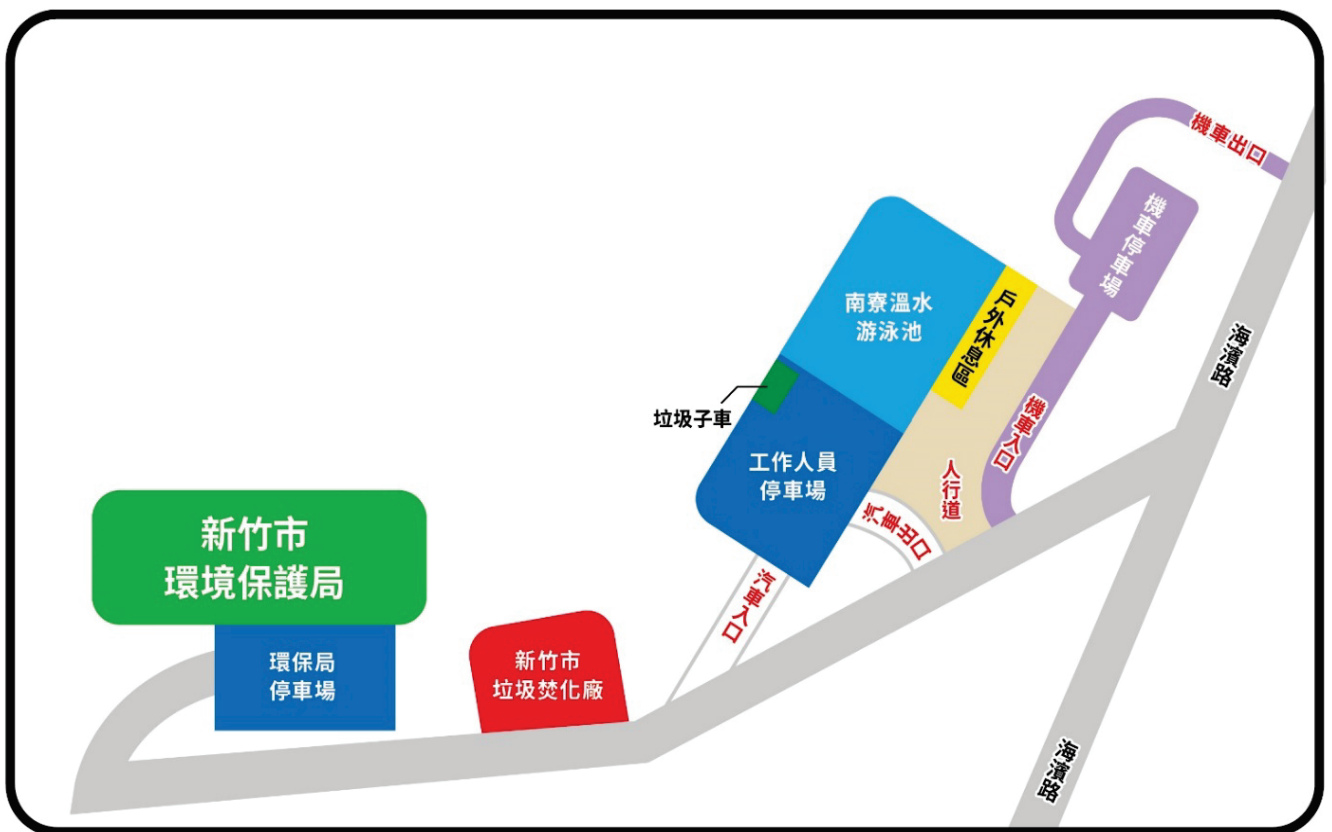 機車出口
機車停車場
南寮溫水
游泳池
戶外休息區
海濱路
垃圾子車
機車入口
工作人員
停車場
人行道
汽車出口
新竹市
環境保護局
汽車入口
環保局
停車場
新竹市
垃圾焚化廠
海濱路